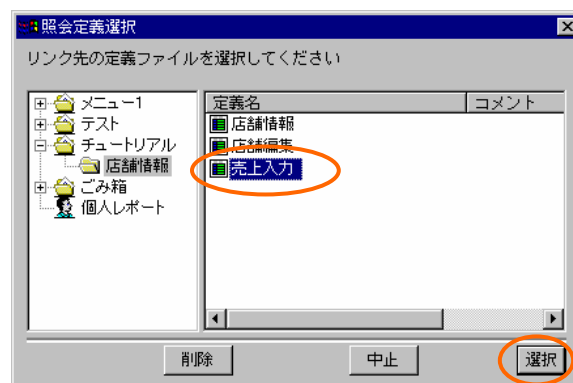 照会定義選択
リンク先の定義ファイルを選択してください
メニュー1
テスト
チュートリアル
店舗情報
ごみ箱
個人レポート
定義名 コメント
店舗情報
店舗編集
売上入力
削除 中止 選択